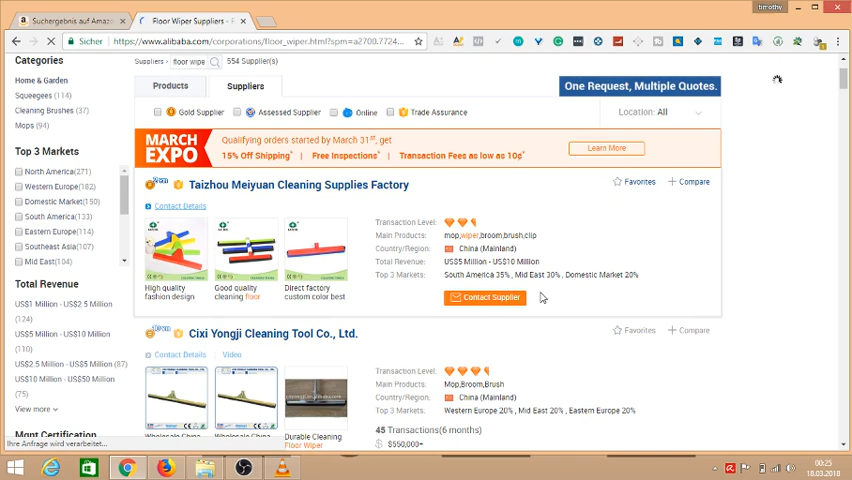 timothy
Suchergebnis auf Amazo
Floor Wiper Suppliers - F
Sicher
https://www.alibaba.com/corporations/floor_wiper.html?spm=a2700.7724...
Categories
Home & Garden
Squeegees (114)
Cleaning Brushes (37)
Mops (94)
Top 3 Markets
North America(271)
Western Europe(182)
Domestic Market(150)
South America(133)
Eastern Europe(114)
Southeast Asia(107)
Mid East(104)
Total Revenue
US$1 Million - US$2.5 Million
(124)
US$5 Million - US$10 Million
(110)
US$2.5 Million - US$5 Million (87)
US$10 Million - US$50 Million
(75)
View more
Mgnt Certification
Ihre Anfrage wird verarbeitet...
Suppliers
floor wipe
554 Supplier(s)
Products
Suppliers
One Request, Multiple Quotes.
Gold Supplier
Assessed Supplier
Online
Trade Assurance
Location: All
MARCH
EXPO
Qualifying orders started by March 31st, get
15% Off Shipping* | Free Inspections* | Transaction Fees as low as 10¢*
Learn More
Taizhou Meiyuan Cleaning Supplies Factory
Favorites
+ Compare
Contact Details
High quality
fashion design
Good quality
cleaning floor
Direct factory
custom color best
Transaction Level:
Main Products: mop,wiper,broom,brush,clip
Country/Region: China (Mainland)
Total Revenue: US$5 Million - US$10 Million
Top 3 Markets: South America 35% , Mid East 30% , Domestic Market 20%
Contact Supplier
Cixi Yongji Cleaning Tool Co., Ltd.
Favorites
+ Compare
Contact Details
Video
Durable Cleaning
Floor Wiper
Wholesale China
Wholesale China
Transaction Level:
Main Products: Mop,Broom,Brush
Country/Region: China (Mainland)
Top 3 Markets: Western Europe 20% , Mid East 20% , Eastern Europe 20%
45 Transactions(6 months)
$550,000+
00:25
18.03.2018